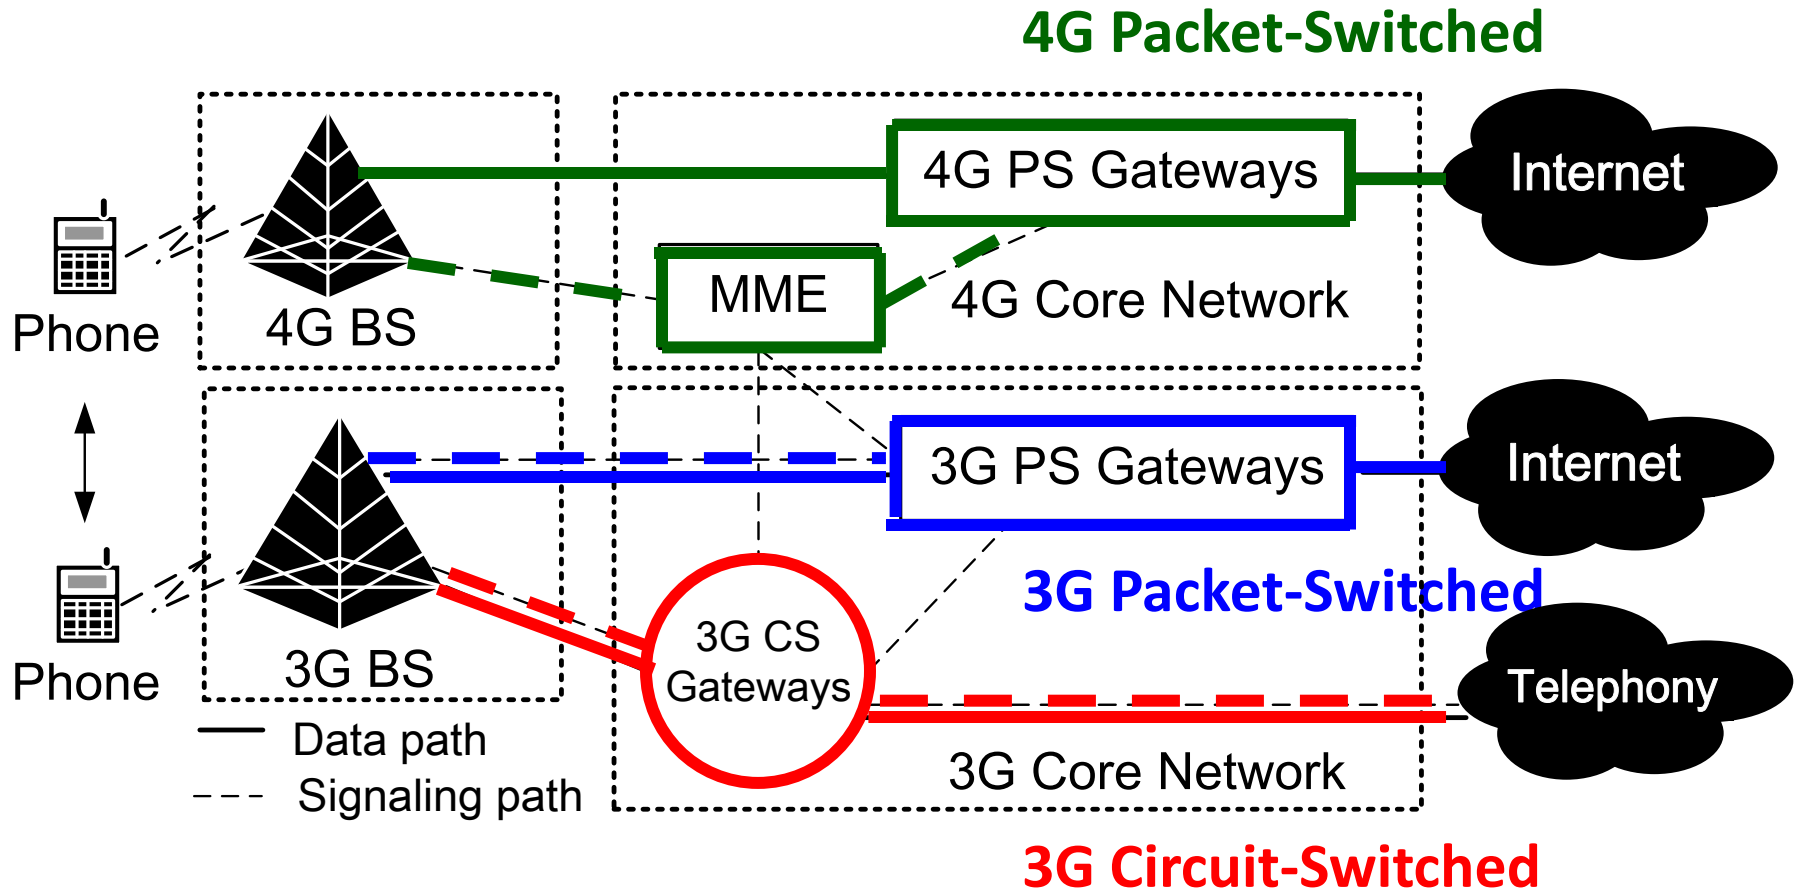 4G Packet-Switched
4G PS Gateways
Internet
MME
4G Core Network
4G BS
Phone
3G PS Gateways
Internet
3G Packet-Switched
3G CS
Gateways
3G BS
Phone
Telephony
Data path
3G Core Network
Signaling path
3G Circuit-Switched